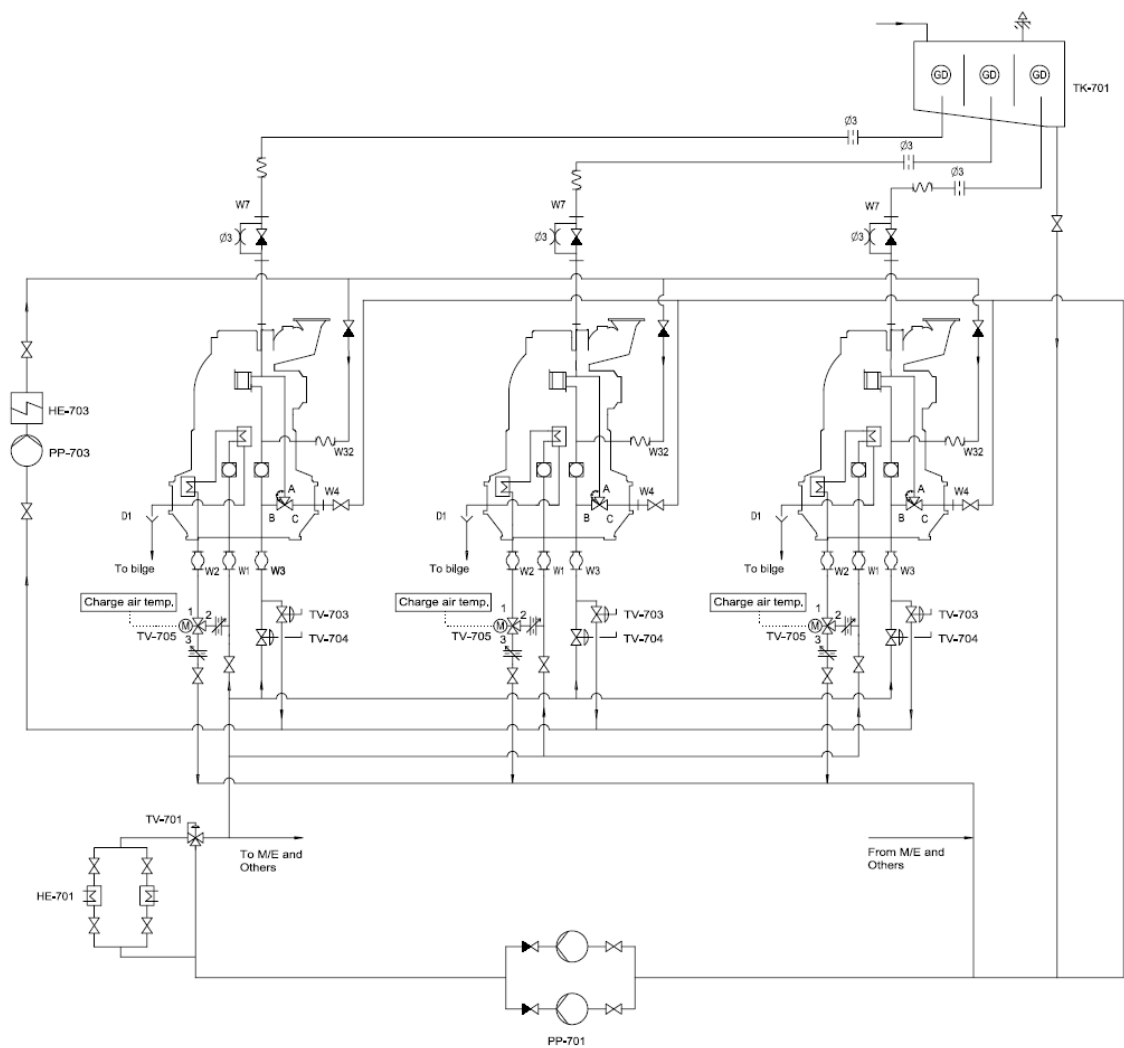 GD GD GD
TK-701
Ø3
Ø3
Ø3
W7 W7 W7
Ø3 Ø3 Ø3
HE-703
PP-703
W32 W32 W32
A W4 A W4 A W4
D1 B C D1 B C D1 B C
To bilge To bilge To bilge
W2 W1 W3 W2 W1 W3 W2 W1 W3
Charge air temp, Charge air temp, Charge air temp,
1 2 TV-703 1 2 TV-703 1 2 TV-703
M M M
TV-705 TV-704 TV-705 TV-704 TV-705 TV-704
3 3 3
TV-701
To M/E and
Others
From M/E and
Others
HE-701
PP-701